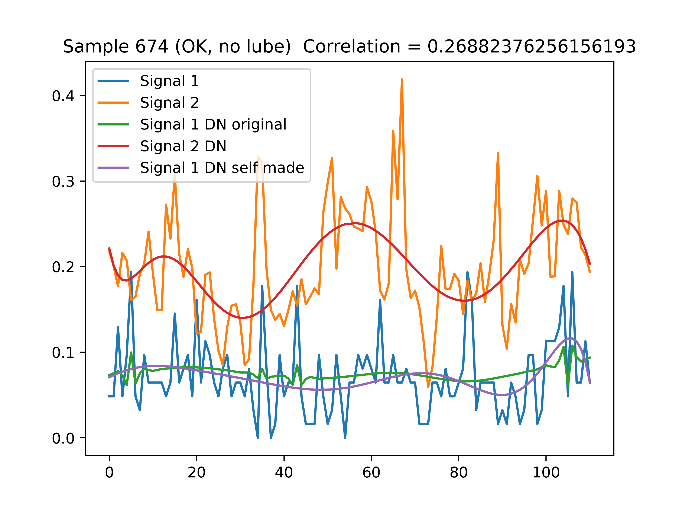 Sample 674 (OK, no lube)  Correlation = 0.26882376256156193
Signal 1
Signal 2
Signal 1 DN original
Signal 2 DN
Signal 1 DN self made
0.4
0.3
0.2
0.1
0.0
0 20 40 60 80 100